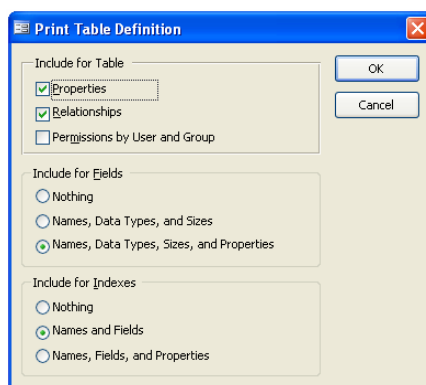 Print Table Definition
Include for Table
Properties
Relationships
Permissions by User and Group
OK
Cancel
Include for Fields
Nothing
Names, Data Types, and Sizes
Names, Data Types, Sizes, and Properties
Include for Indexes
Nothing
Names and Fields
Names, Fields, and Properties